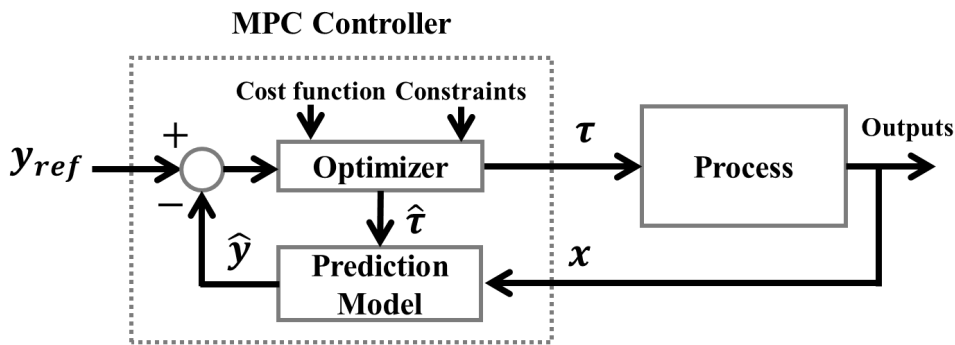 MPC Controller
Cost function Constraints
+
y_ref
Optimizer
τ
Process
Outputs
−
τ̂
ŷ
Prediction
Model
x